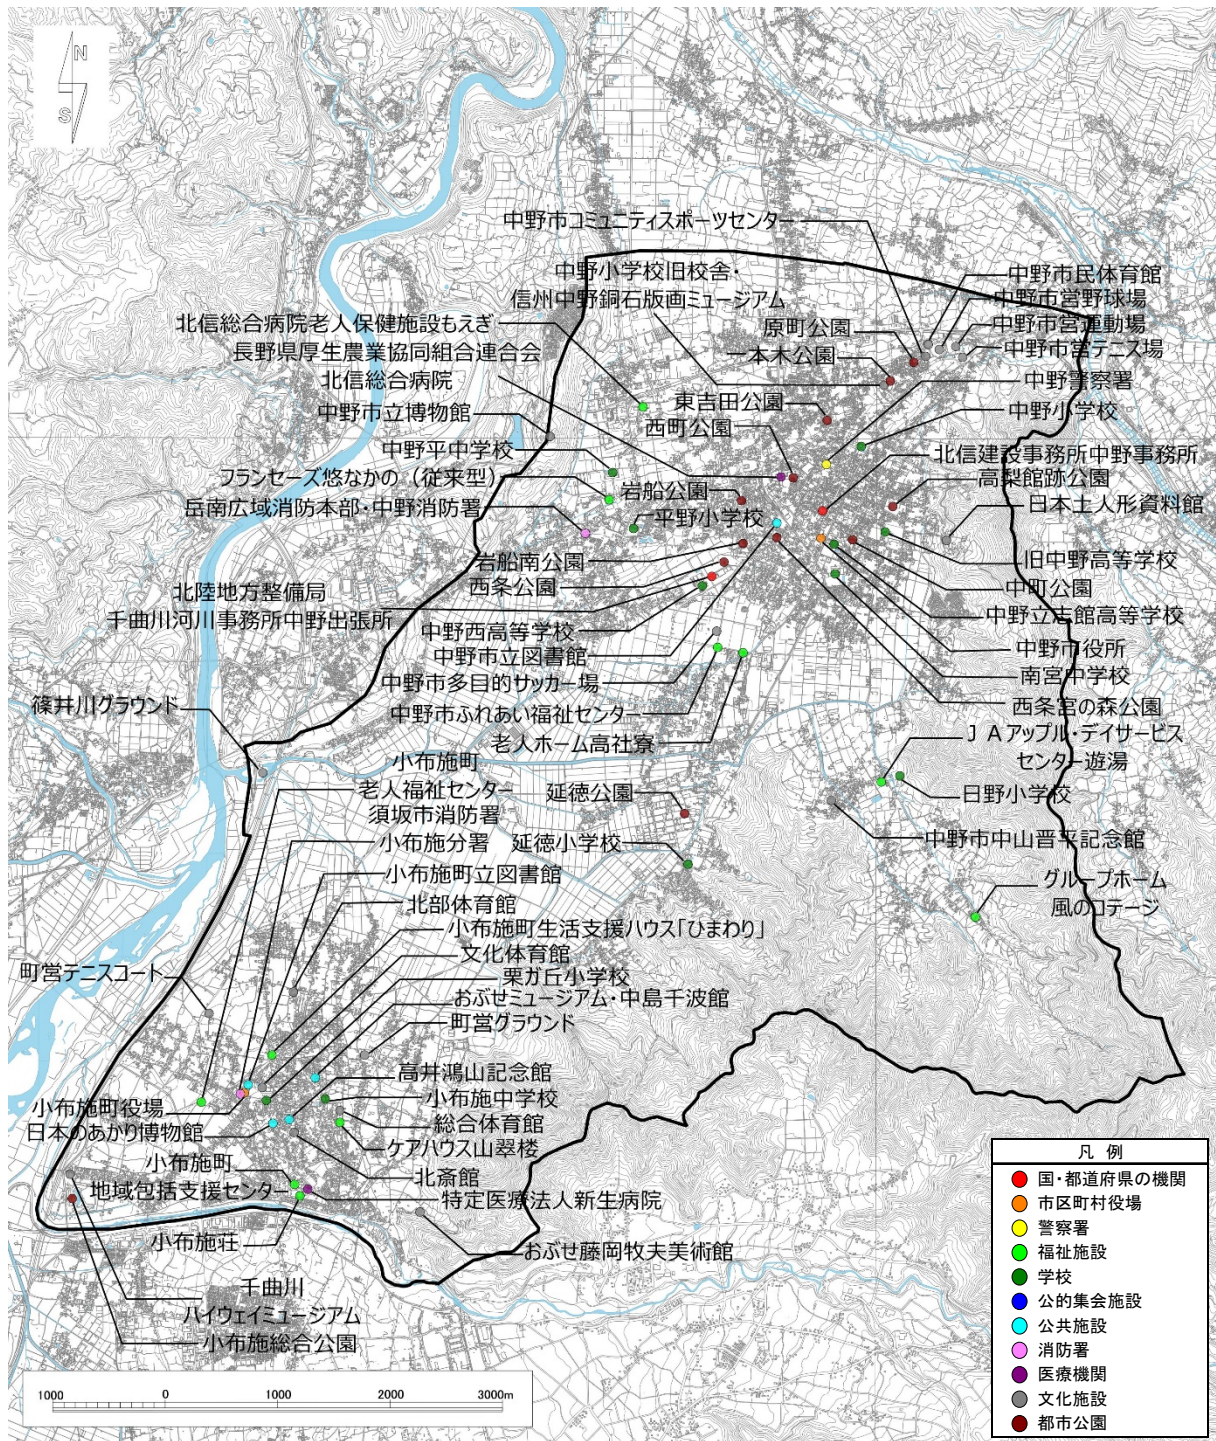 N
S
中野市コミュニティスポーツセンター
中野小学校旧校舎・
信州中野銅石版画ミュージアム
中野市民体育館
中野市営野球場
中野市営運動場
中野市営テニス場
原町公園
一本木公園
北信総合病院老人保健施設もえぎ
長野県厚生農業協同組合連合会
北信総合病院
中野市立博物館
中野平中学校
フランセーズ悠なかの（従来型）
岳南広域消防本部・中野消防署
東吉田公園
西町公園
岩船公園
平野小学校
中野警察署
中野小学校
北信建設事務所中野事務所
高梨館跡公園
日本土人形資料館
岩船南公園
西条公園
北陸地方整備局
千曲川河川事務所中野出張所
中野西高等学校
中野市立図書館
中野市多目的サッカー場
中野市ふれあい福祉センター
老人ホーム高社寮
旧中野高等学校
中町公園
中野立志館高等学校
中野市役所
南宮中学校
西条宮の森公園
ＪＡアップル・デイサービス
センター遊湯
日野小学校
中野市中山晋平記念館
グループホーム
風のコテージ
篠井川グラウンド
小布施町
老人福祉センター
須坂市消防署
小布施分署
延徳公園
延徳小学校
小布施町立図書館
北部体育館
小布施町生活支援ハウス「ひまわり」
文化体育館
栗ガ丘小学校
おぶせミュージアム・中島千波館
町営グラウンド
町営テニスコート
高井鴻山記念館
小布施中学校
総合体育館
ケアハウス山翠楼
北斎館
特定医療法人新生病院
おぶせ藤岡牧夫美術館
小布施町役場
日本のあかり博物館
小布施町
地域包括支援センター
小布施荘
千曲川
ハイウェイミュージアム
小布施総合公園
1000 0 1000 2000 3000m
凡 例
国・都道府県の機関
市区町村役場
警察署
福祉施設
学校
公的集会施設
公共施設
消防署
医療機関
文化施設
都市公園